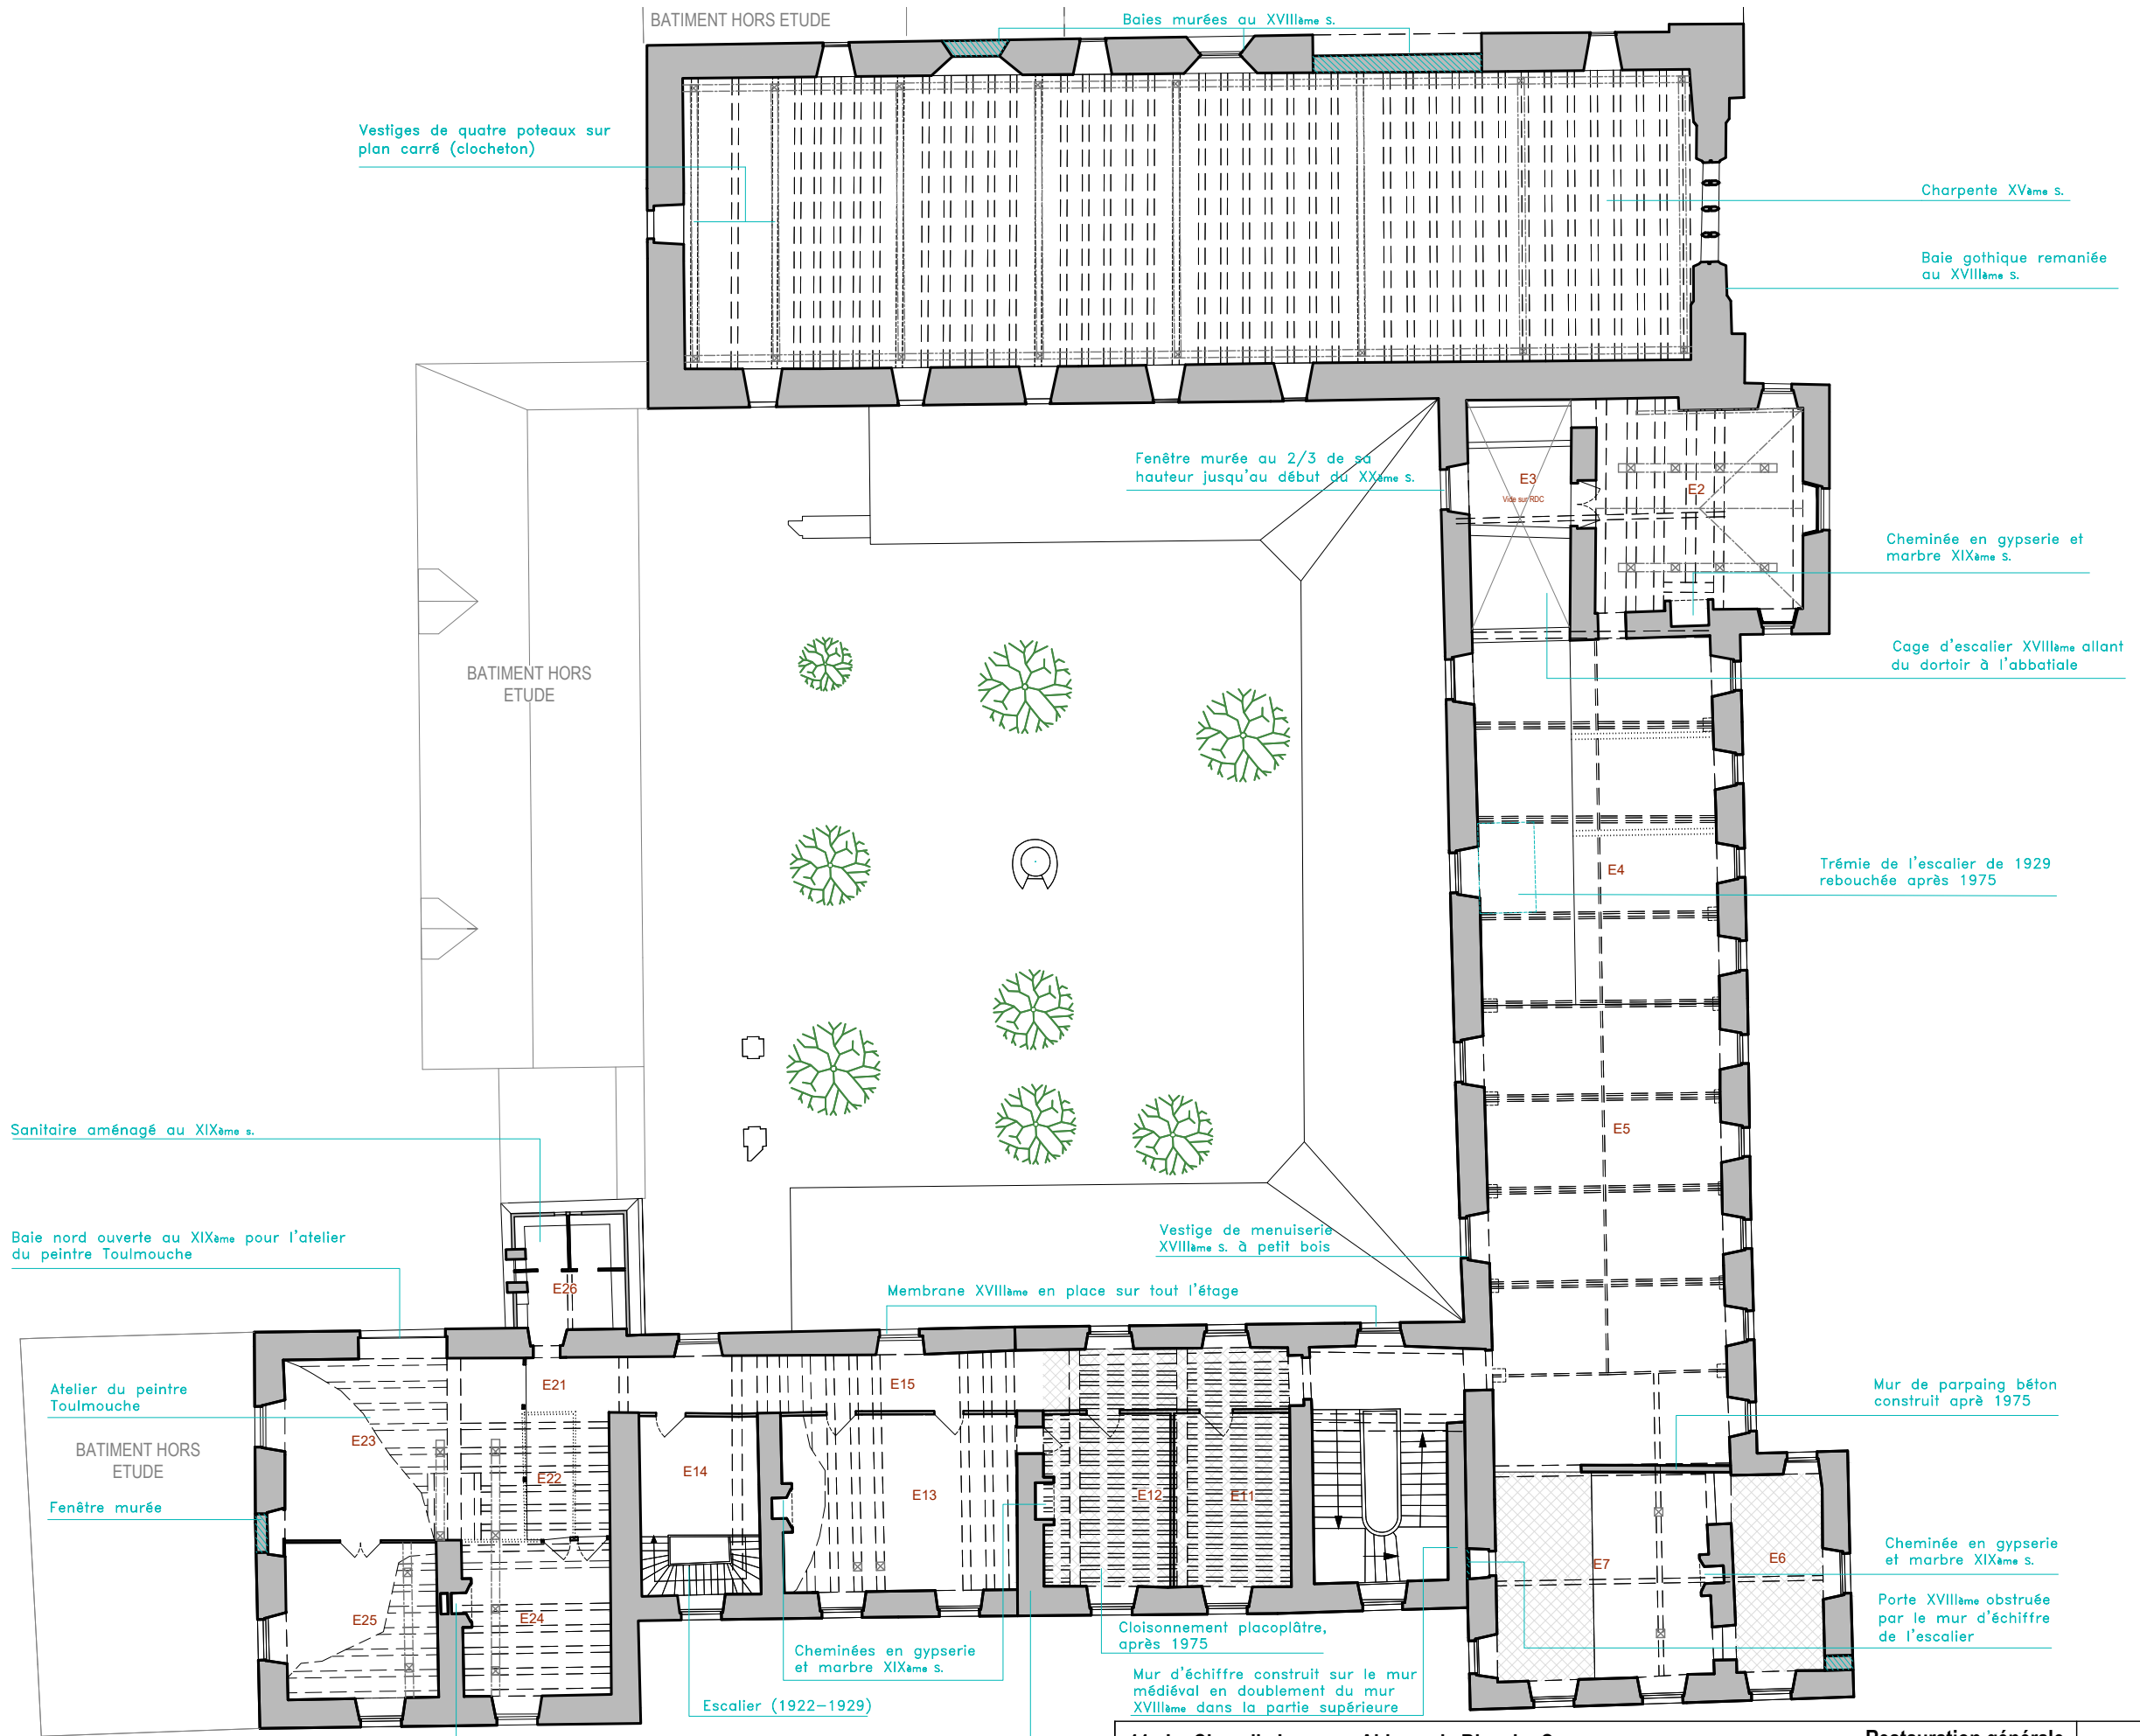 BATIMENT HORS ETUDE
Baies murées au XVIIIème s.
Vestiges de quatre poteaux sur
plan carré (clocheton)
Charpente XVème s.
Baie gothique remaniée
au XVIIIème s.
Fenêtre murée au 2/3 de sa
hauteur jusqu'au début du XXème s.
E3
Vide sur RDC
E2
Cheminée en gypserie et
marbre XIXème s.
Cage d'escalier XVIIIème allant
du dortoir à l'abbatiale
BATIMENT HORS
ETUDE
E4
Trémie de l'escalier de 1929
rebouchée après 1975
E5
Sanitaire aménagé au XIXème s.
Baie nord ouverte au XIXème pour l'atelier
du peintre Toulmouche
Vestige de menuiserie
XVIIIème s. à petit bois
E26
Membrane XVIIIème en place sur tout l'étage
Atelier du peintre
Toulmouche
E21
E15
Mur de parpaing béton
construit aprè 1975
BATIMENT HORS
ETUDE
E23
E22
E14
E13
E12
E11
Fenêtre murée
E7
E6
Cheminée en gypserie
et marbre XIXème s.
E25
E24
Porte XVIIIème obstruée
par le mur d'échiffre
de l'escalier
Cheminées en gypserie
et marbre XIXème s.
Cloisonnement placoplâtre,
après 1975
Escalier (1922-1929)
Mur d'échiffre construit sur le mur
médiéval en doublement du mur
XVIIIème dans la partie supérieure
Restauration générale